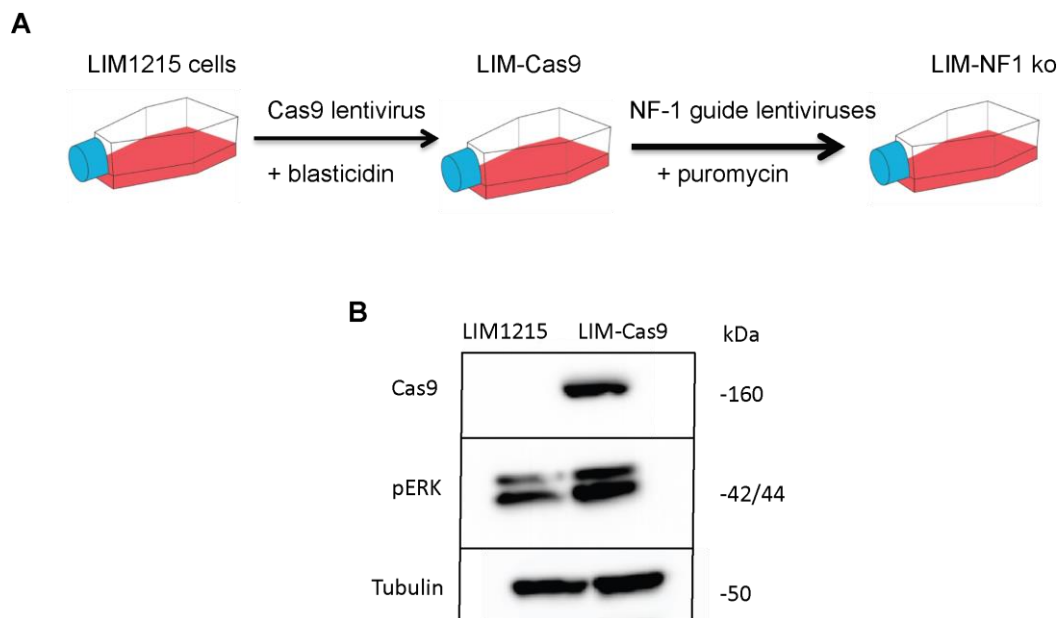 A
LIM1215 cells
LIM-Cas9
LIM-NF1 ko
Cas9 lentivirus
+ blasticidin
NF-1 guide lentiviruses
+ puromycin
B
LIM1215 LIM-Cas9 kDa
Cas9 -160
pERK -42/44
Tubulin -50